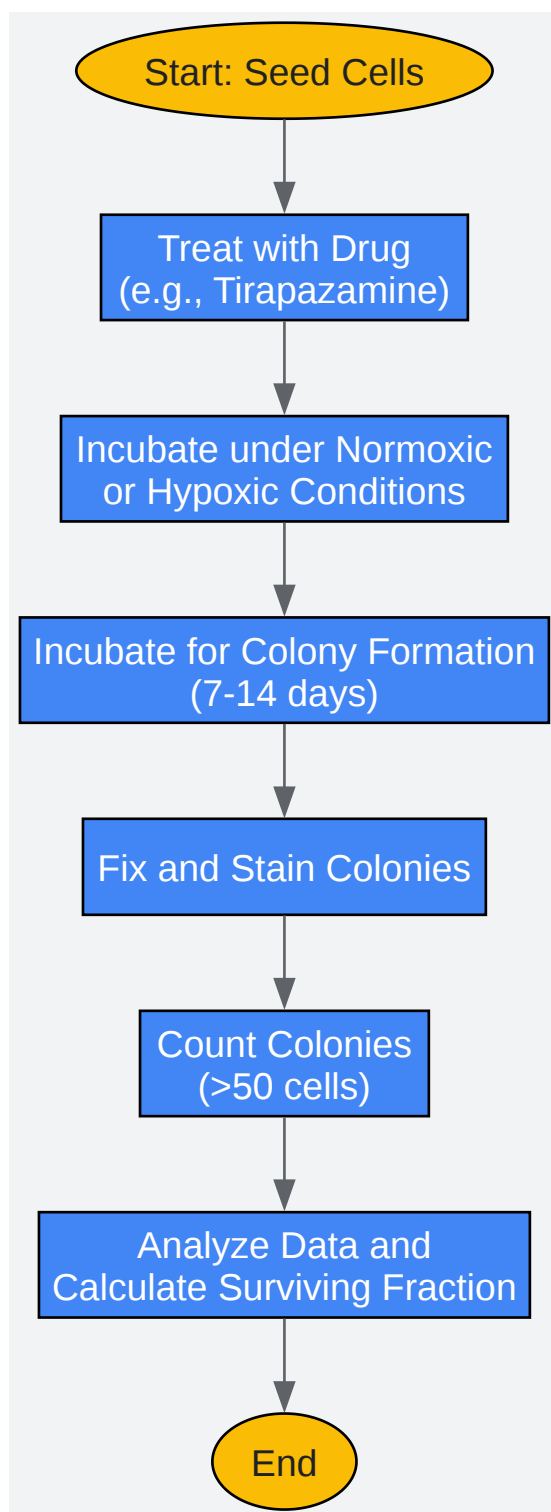 Start: Seed Cells
Treat with Drug
(e.g., Tirapazamine)
Incubate under Normoxic
or Hypoxic Conditions
Incubate for Colony Formation
(7-14 days)
Fix and Stain Colonies
Count Colonies
(>50 cells)
Analyze Data and
Calculate Surviving Fraction
End